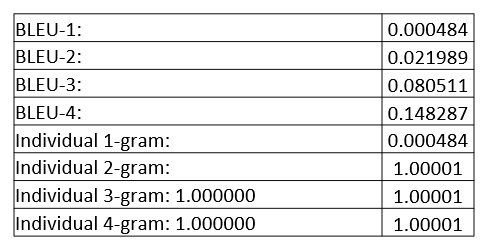 BLEU-1: 0.000484
BLEU-2: 0.021989
BLEU-3: 0.080511
BLEU-4: 0.148287
Individual 1-gram: 0.000484
Individual 2-gram: 1.00001
Individual 3-gram: 1.000000 1.00001
Individual 4-gram: 1.000000 1.00001